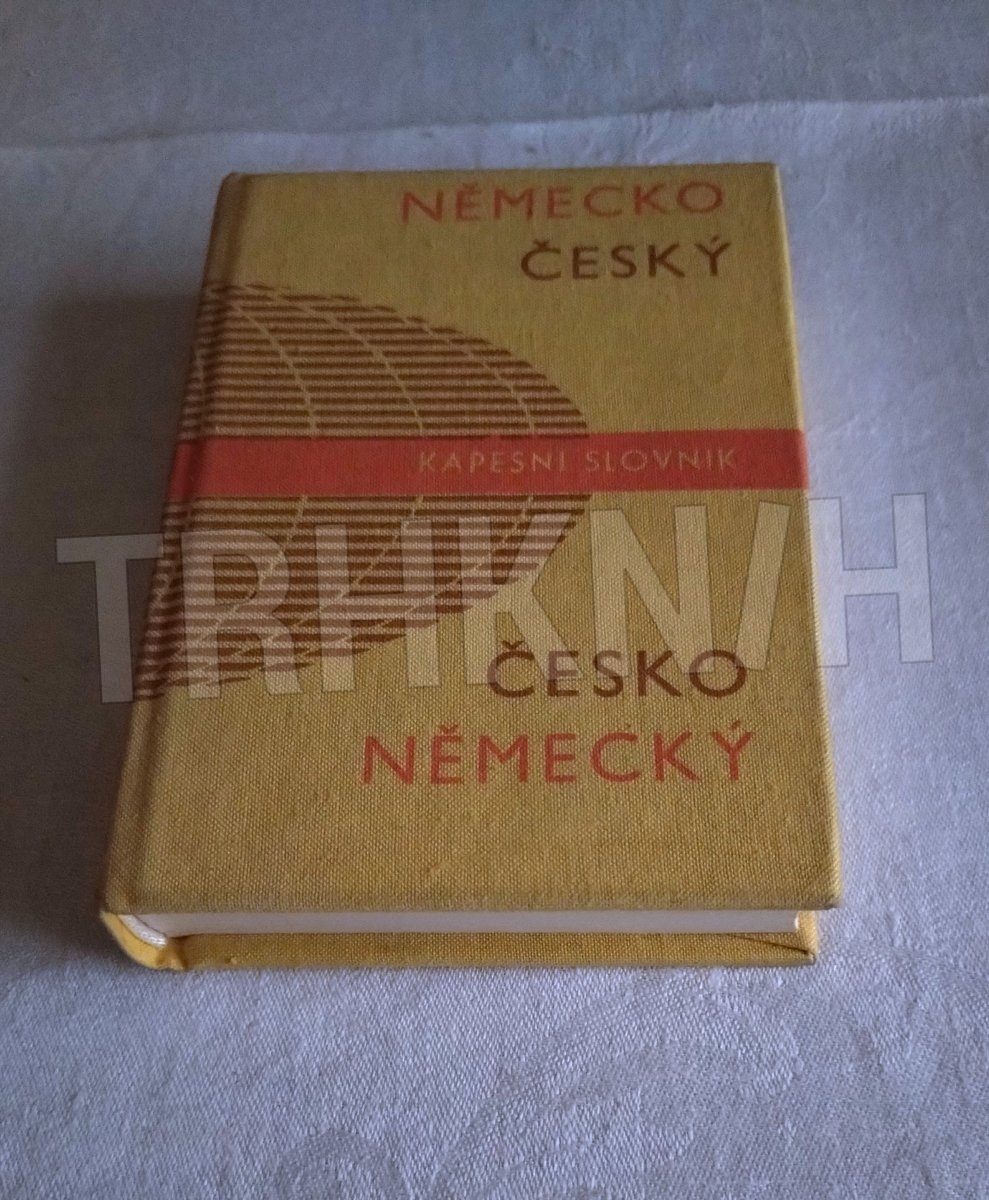 NĚMECKO
ČESKÝ
KAPESNÍ SLOVNÍK
TRHKNIH
ČESKO
NĚMECKÝ